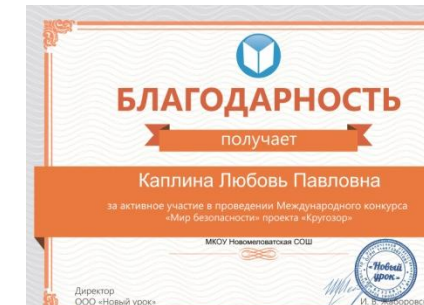 БЛАГОДАРНОСТЬ
получает
Каплина Любовь Павловна
за активное участие в проведении Международного конкурса
«Мир безопасности» проекта «Кругозор»
МКОУ Новомеловатская СОШ
«Новый
урок»
Директор
ООО «Новый урок»
И. В.